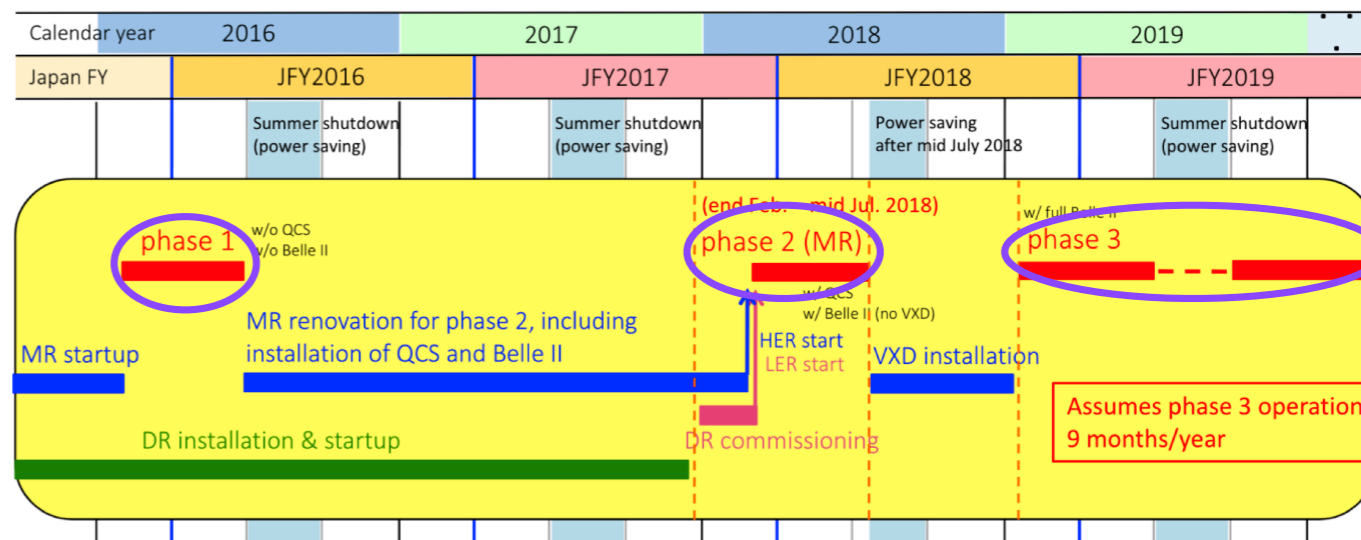 Calendar year 2016 2017 2018 2019
Japan FY JFY2016 JFY2017 JFY2018 JFY2019
Summer shutdown
(power saving)
Summer shutdown
(power saving)
Power saving
after mid July 2018
Summer shutdown
(power saving)
(end Feb. - mid Jul. 2018)
phase 1
w/o QCS
w/o Belle II
phase 2 (MR)
w/ full Belle II
phase 3
w/ QCS
w/ Belle II (no VXD)
MR startup
MR renovation for phase 2, including
installation of QCS and Belle II
HER start
LER start
VXD installation
DR installation & startup
DR commissioning
Assumes phase 3 operation
9 months/year